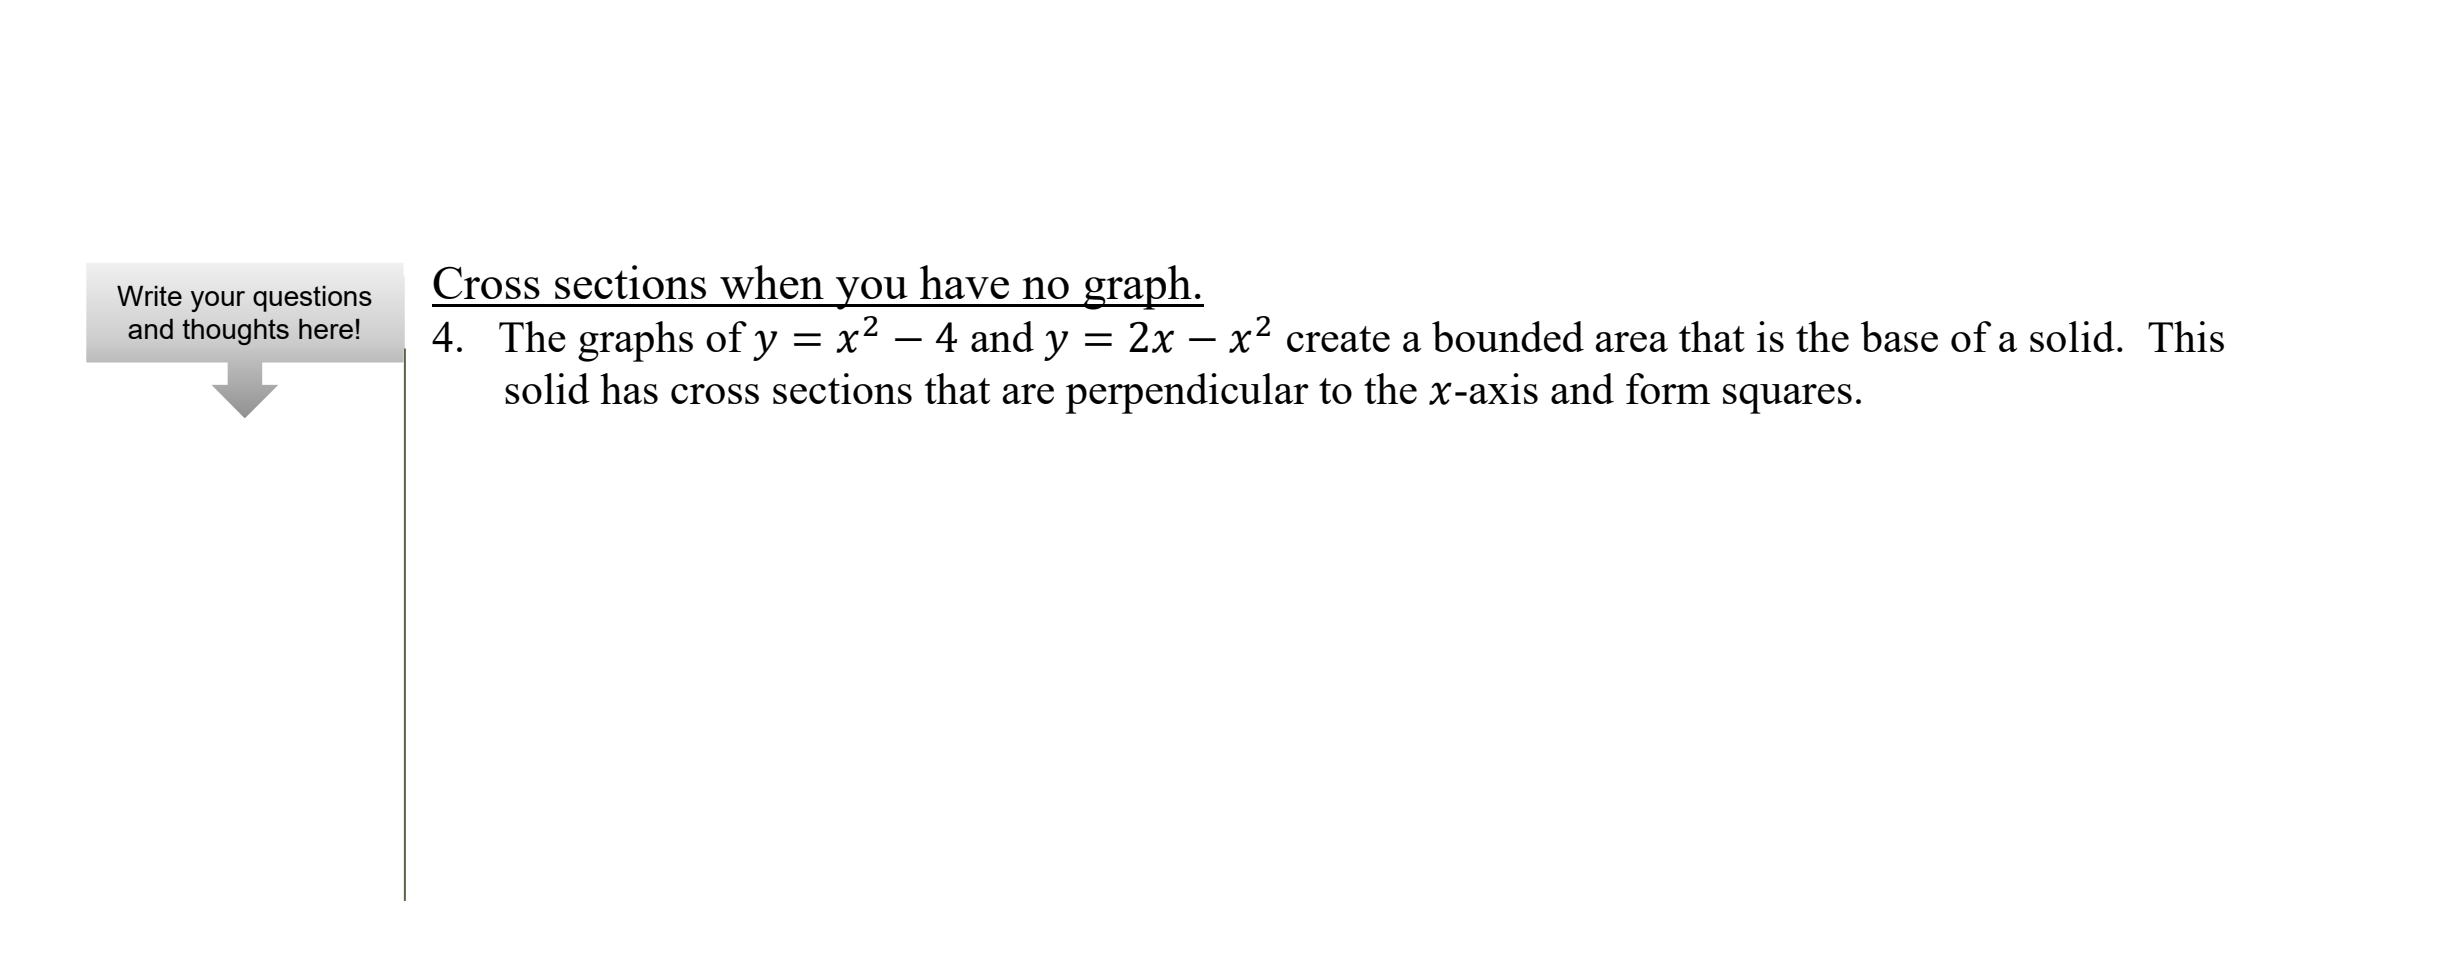 Write your questions
and thoughts here!
Cross sections when you have no graph.
4. The graphs of 𝑦 = 𝑥² − 4 and 𝑦 = 2𝑥 − 𝑥² create a bounded area that is the base of a solid. This
solid has cross sections that are perpendicular to the 𝑥-axis and form squares.